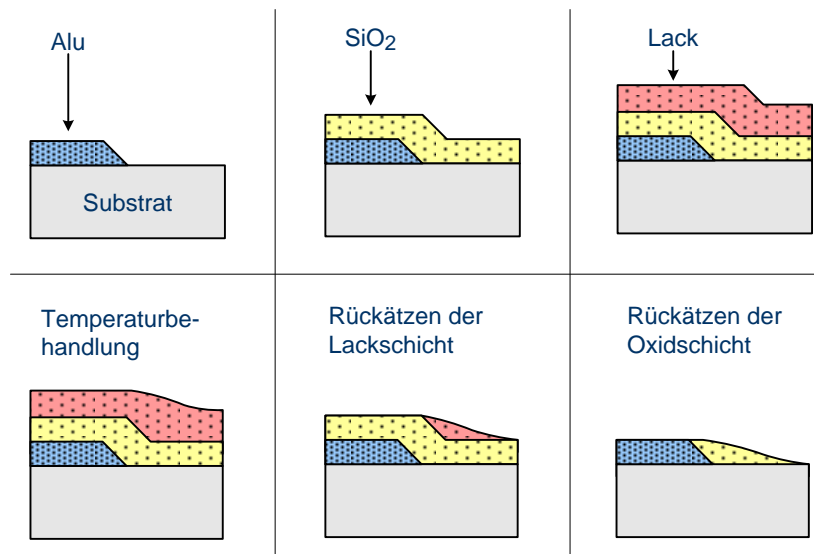 Alu
SiO₂
Lack
Substrat
Temperaturbe-
handlung
Rückätzen der
Lackschicht
Rückätzen der
Oxidschicht